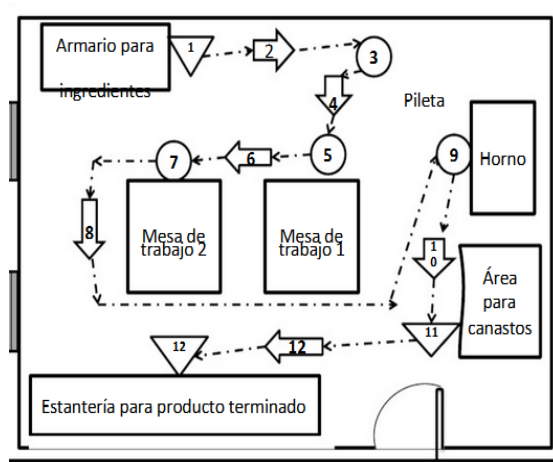 Armario para
ingredientes
1
2
3
4
Pileta
5
6
7
8
9
Horno
Mesa de
trabajo 2
Mesa de
trabajo 1
1
0
Área
para
canastos
11
12
12
Estantería para producto terminado